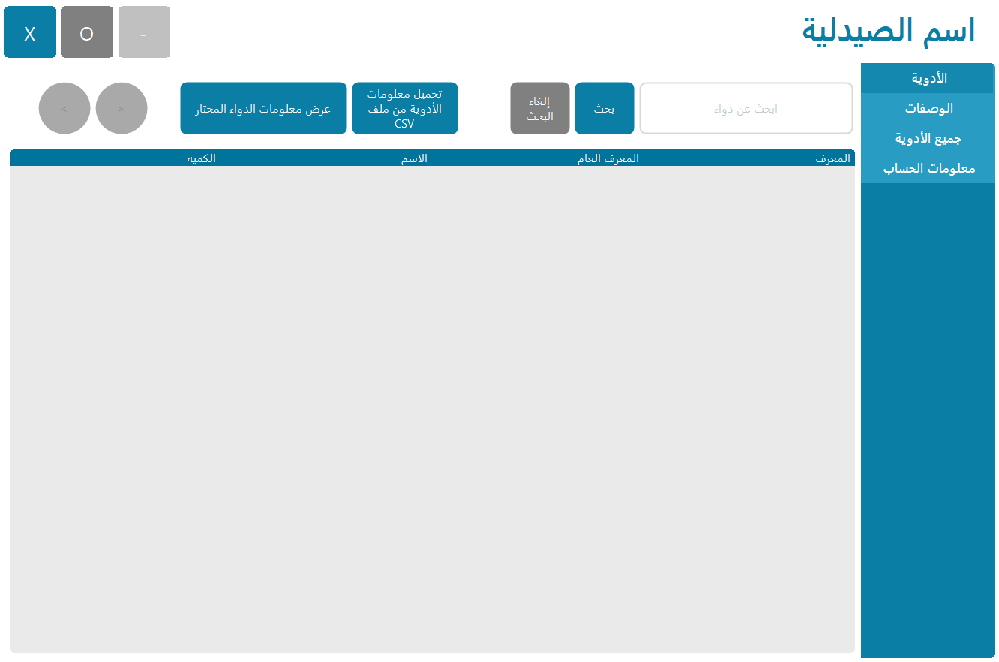 اسم الصيدلية
-
O
X
الأدوية
الوصفات
جميع الأدوية
معلومات الحساب
ابحث عن دواء
بحث
إلغاء
البحث
تحميل معلومات
الأدوية من ملف
CSV
عرض معلومات الدواء المختار
>
<
المعرف
المعرف العام
الاسم
الكمية